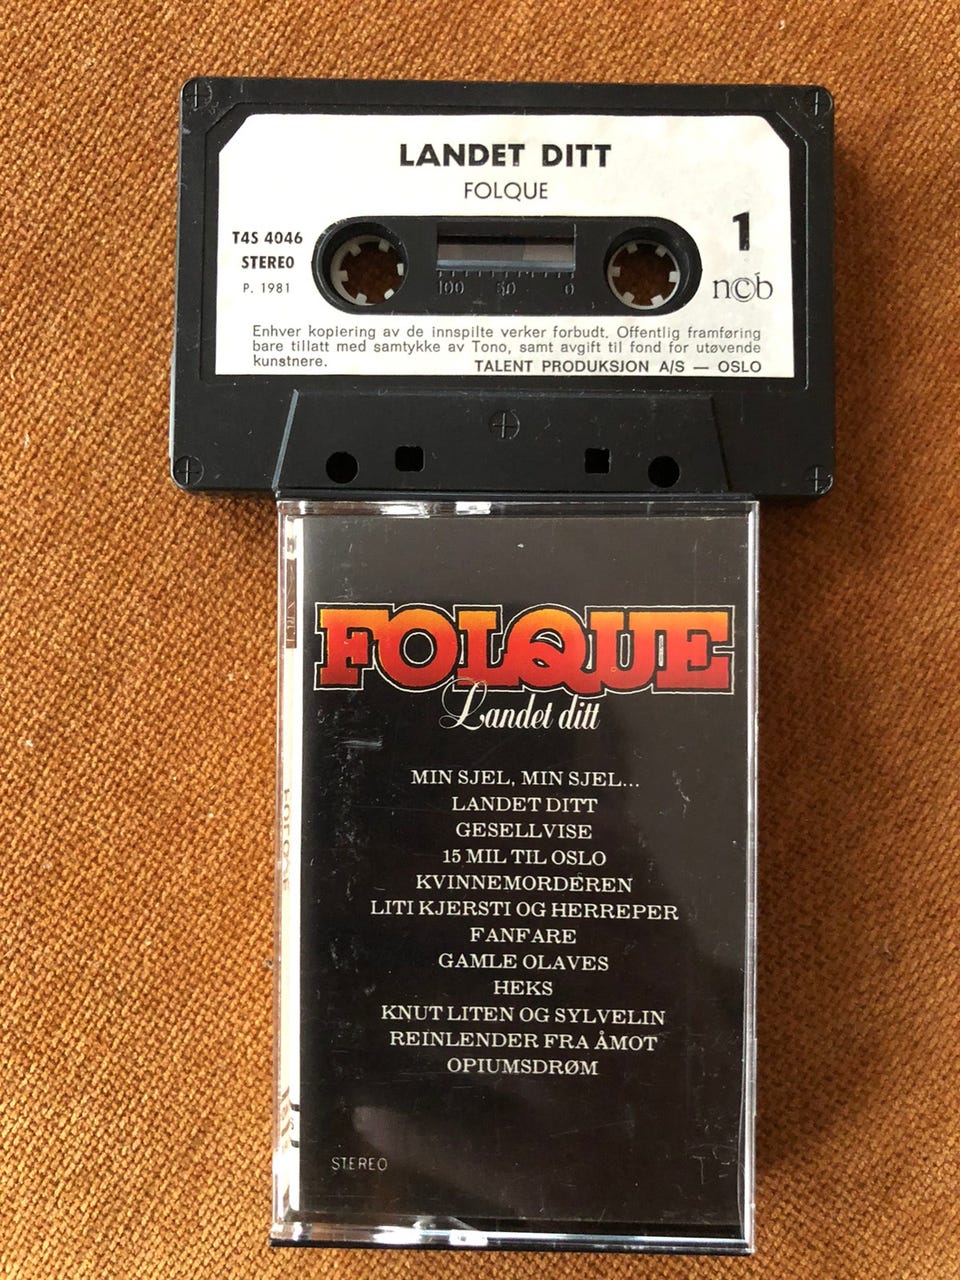 LANDET DITT
FOLQUE
T4S 4046
STEREO
P. 1981
1
ncb
100 50 0
Enhver kopiering av de innspilte verker forbudt. Offentlig framføring
bare tillatt med samtykke av Tono, samt avgift til fond for utøvende
kunstnere.
TALENT PRODUKSJON A/S — OSLO
FOLQUE
Landet ditt
MIN SJEL, MIN SJEL...
LANDET DITT
GESELLVISE
15 MIL TIL OSLO
KVINNEMORDEREN
LITI KJERSTI OG HERREPER
FANFARE
GAMLE OLAVES
HEKS
KNUT LITEN OG SYLVELIN
REINLENDER FRA ÅMOT
OPIUMSDRØM
STEREO
FOLQUE